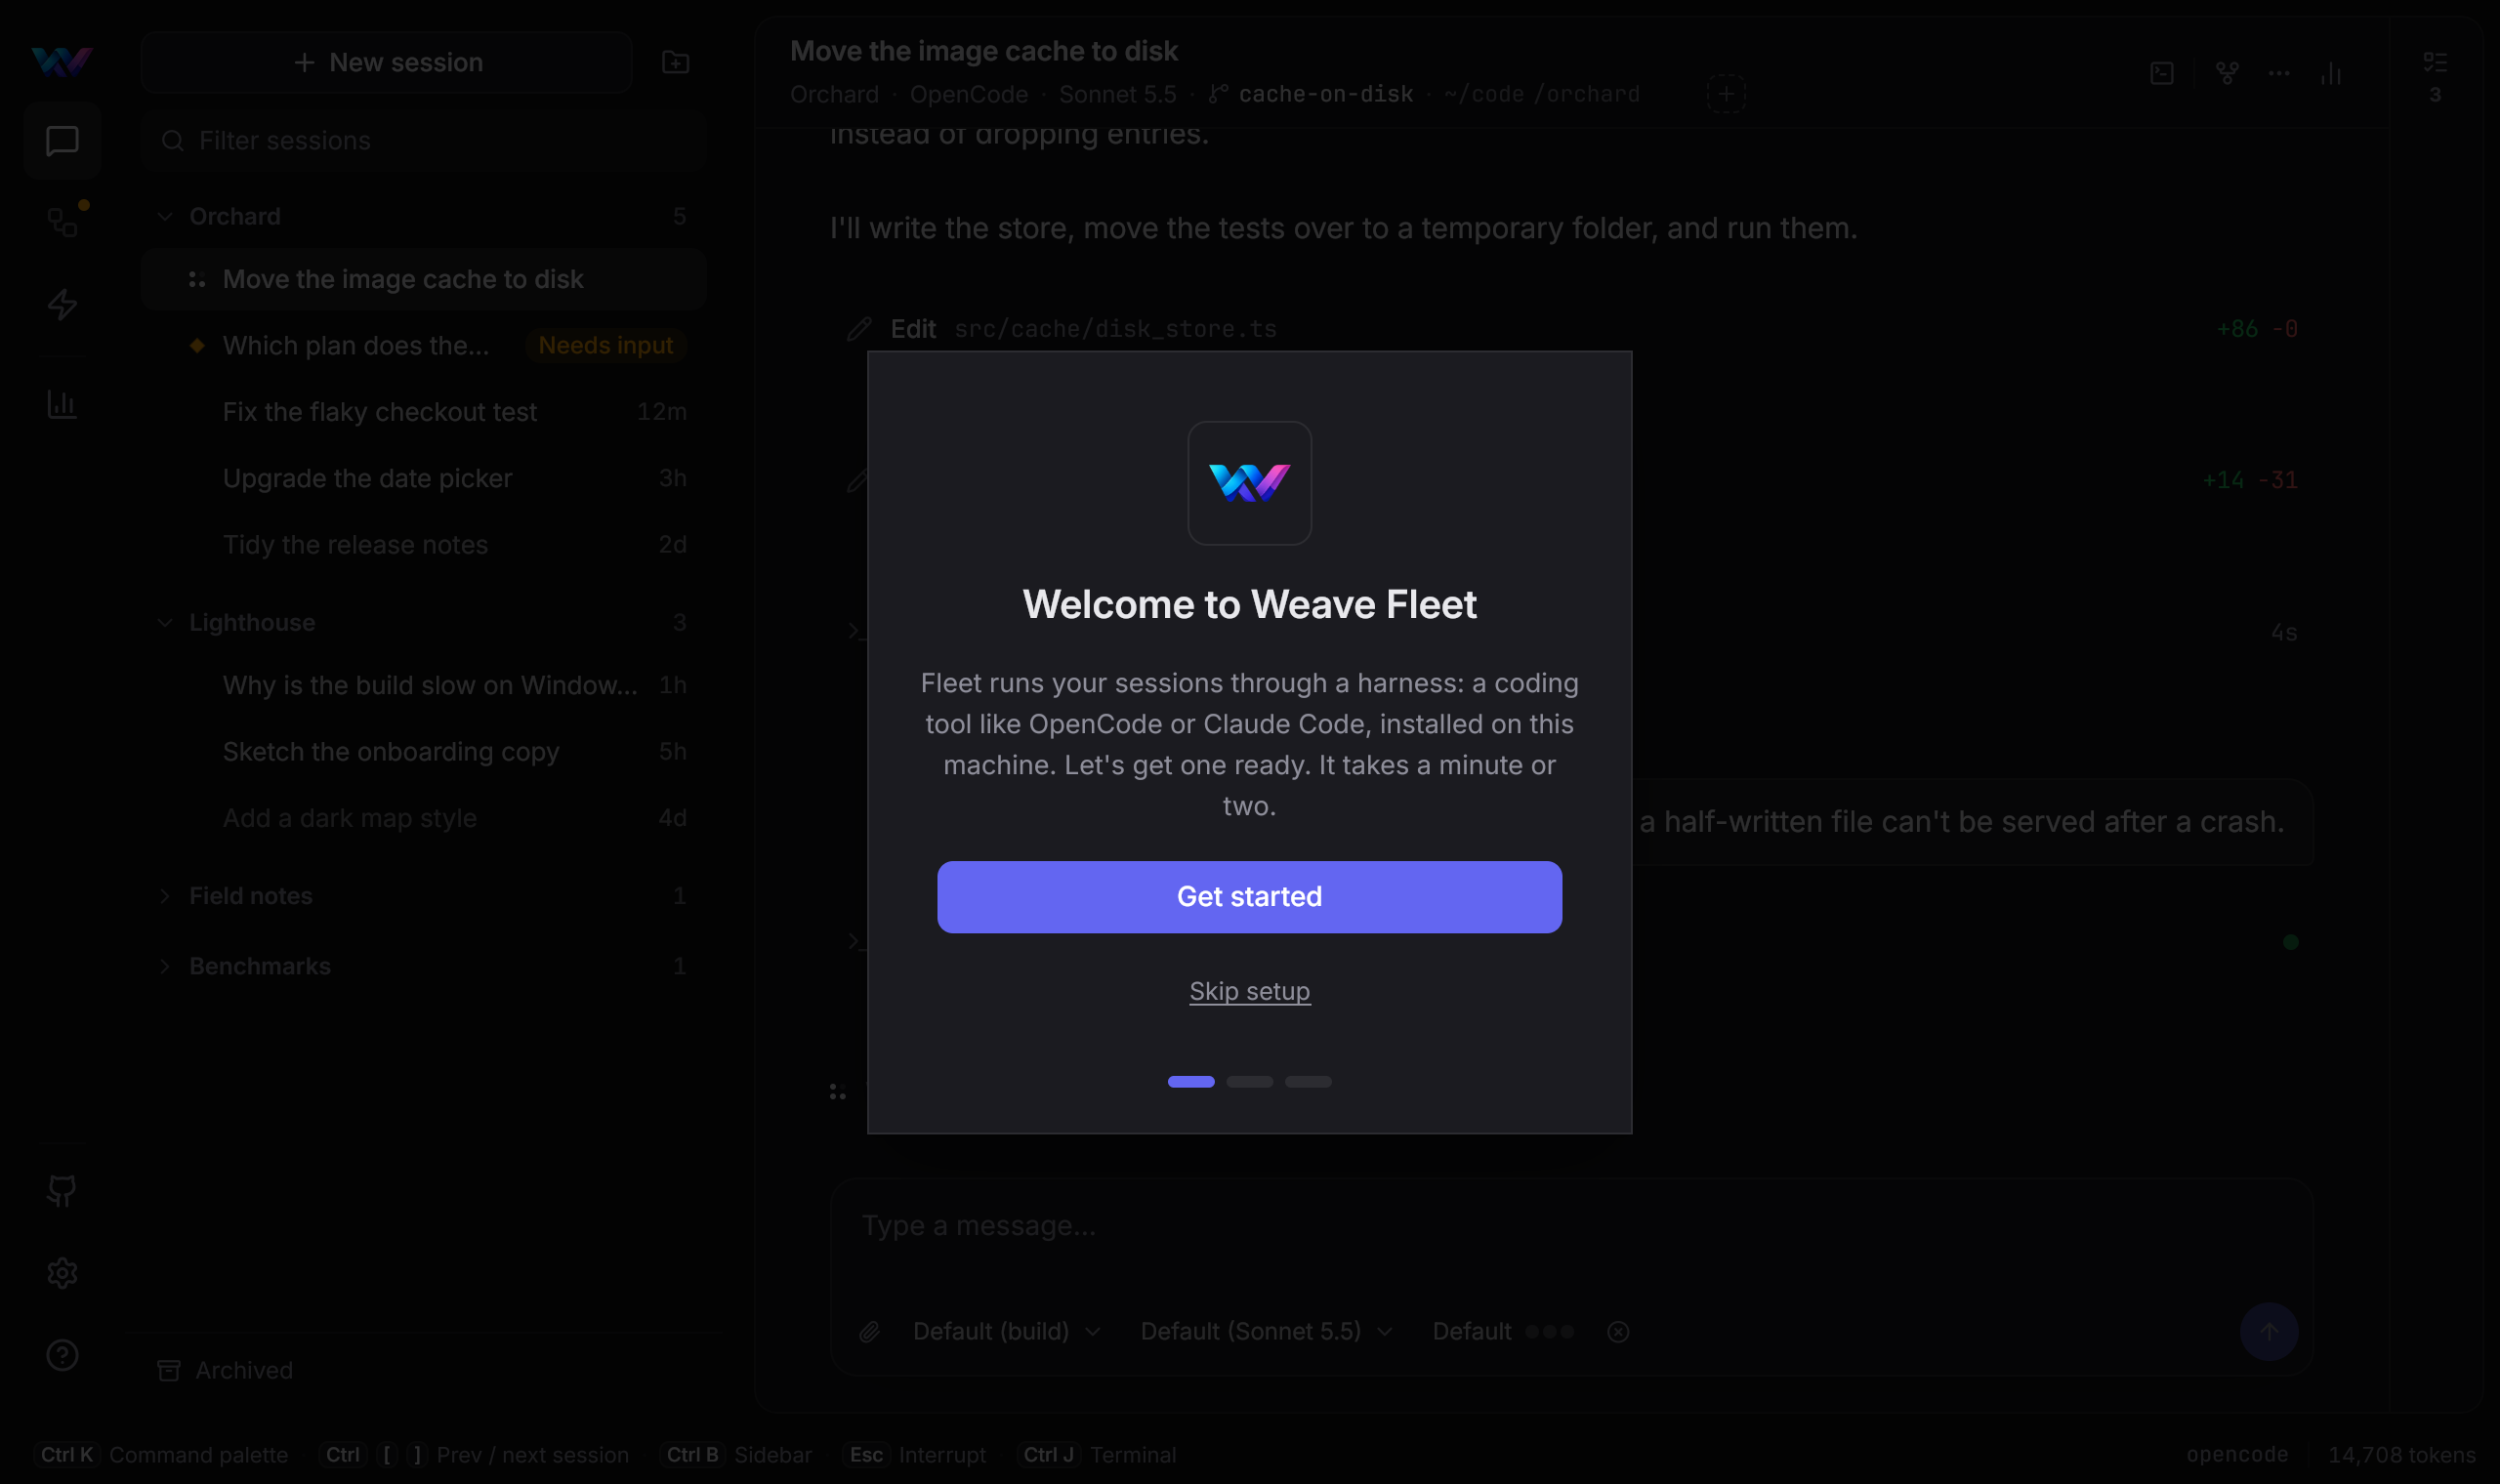 New session
Filter sessions
Orchard 5
Move the image cache to disk
Which plan does the... Needs input
Fix the flaky checkout test 12m
Upgrade the date picker 3h
Tidy the release notes 2d
Lighthouse 3
Why is the build slow on Window... 1h
Sketch the onboarding copy 5h
Add a dark map style 4d
Field notes 1
Benchmarks 1
Archived
Move the image cache to disk
Orchard · OpenCode · Sonnet 5.5 · cache-on-disk · ~/code /orchard
3
instead of dropping entries.
I'll write the store, move the tests over to a temporary folder, and run them.
Edit src/cache/disk_store.ts +86 -0
+14 -31
4s
a half-written file can't be served after a crash.
Welcome to Weave Fleet
Fleet runs your sessions through a harness: a coding
tool like OpenCode or Claude Code, installed on this
machine. Let's get one ready. It takes a minute or
two.
Get started
Skip setup
Type a message...
Default (build) Default (Sonnet 5.5) Default
Ctrl K Command palette Ctrl [ ] Prev / next session Ctrl B Sidebar Esc Interrupt Ctrl J Terminal opencode 14,708 tokens